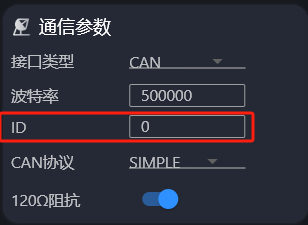 通信参数
接口类型 CAN
波特率 500000
ID 0
CAN协议 SIMPLE
120Ω阻抗